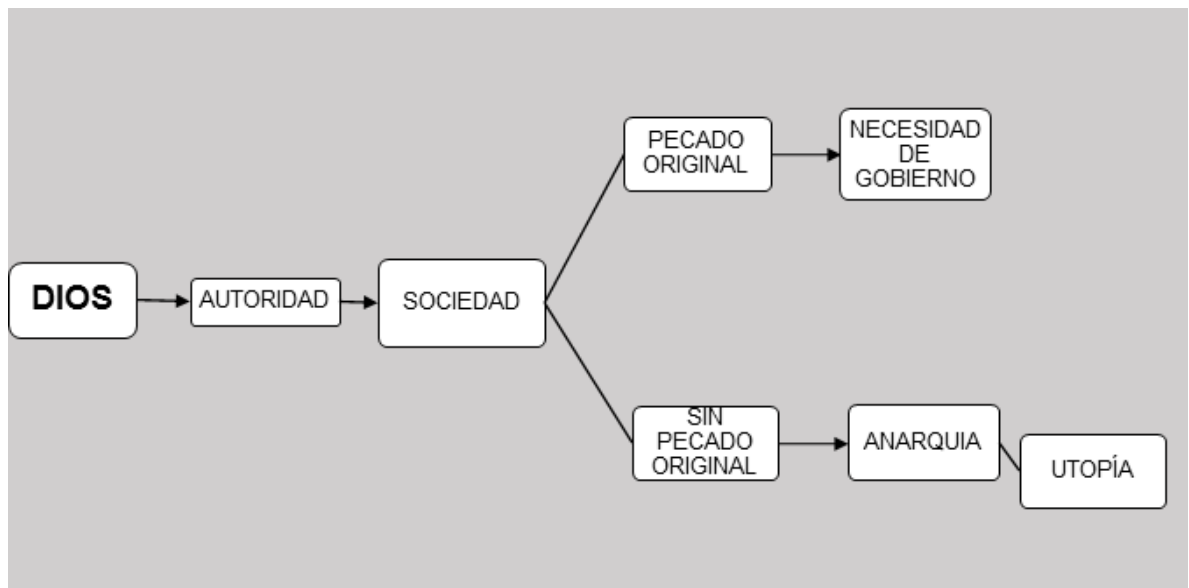 DIOS
AUTORIDAD
SOCIEDAD
PECADO
ORIGINAL
NECESIDAD
DE
GOBIERNO
SIN
PECADO
ORIGINAL
ANARQUIA
UTOPÍA